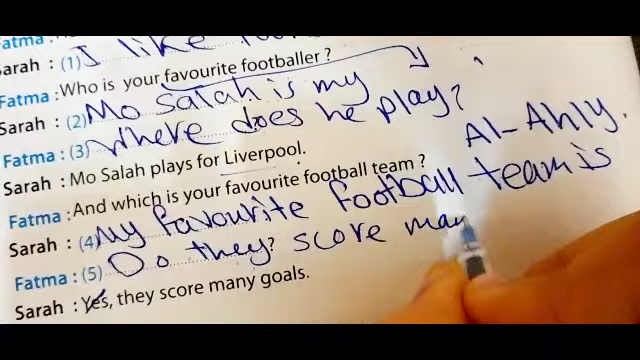 Fatma:
Sarah : (1) I like
Fatma : Who is your favourite footballer ?
Sarah : (2) Mo Salah is my
Fatma : (3) Where does he play?
Sarah : Mo Salah plays for Liverpool.
Al-Ahly.
Fatma : And which is your favourite football team ?
Sarah : (4) My favourite football team is
Fatma : (5) Do they ? score many
Sarah : Yes, they score many goals.